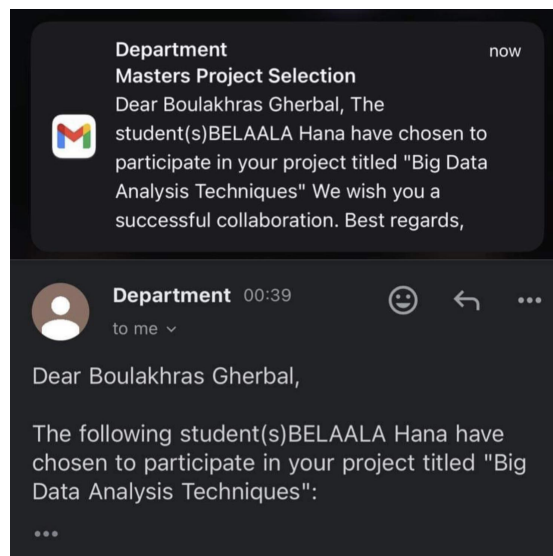 Department
now
Masters Project Selection
Dear Boulakhras Gherbal, The
student(s)BELAALA Hana have chosen to
participate in your project titled "Big Data
Analysis Techniques" We wish you a
successful collaboration. Best regards,
Department 00:39
to me
Dear Boulakhras Gherbal,
The following student(s)BELAALA Hana have
chosen to participate in your project titled "Big
Data Analysis Techniques":